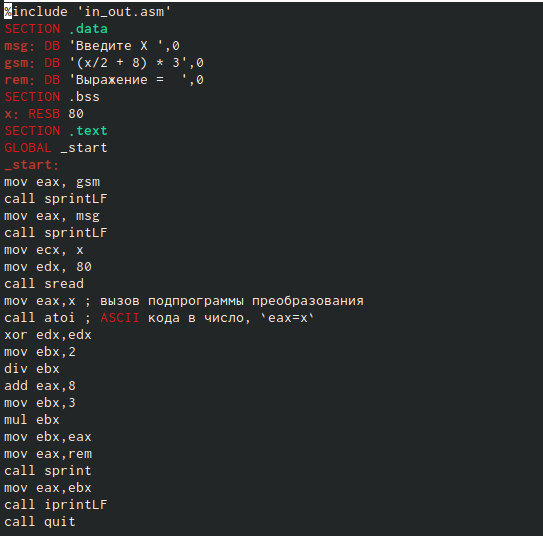 %include 'in_out.asm'
SECTION .data
msg: DB 'Введите X ',0
gsm: DB '(x/2 + 8) * 3',0
rem: DB 'Выражение =  ',0
SECTION .bss
x: RESB 80
SECTION .text
GLOBAL _start
_start:
mov eax, gsm
call sprintLF
mov eax, msg
call sprintLF
mov ecx, x
mov edx, 80
call sread
mov eax,x ; вызов подпрограммы преобразования
call atoi ; ASCII кода в число, `eax=x`
xor edx,edx
mov ebx,2
div ebx
add eax,8
mov ebx,3
mul ebx
mov ebx,eax
mov eax,rem
call sprint
mov eax,ebx
call iprintLF
call quit